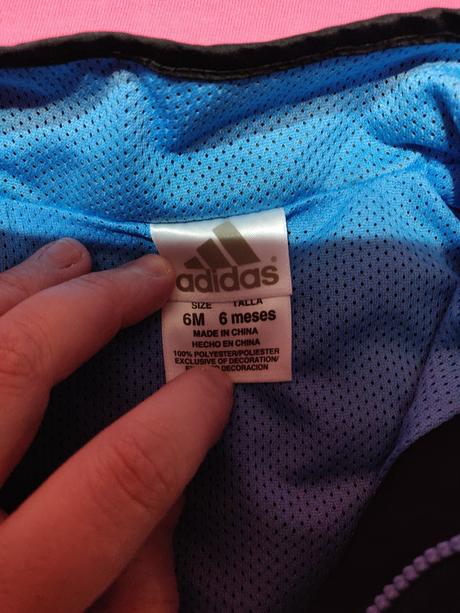 adidas®
SIZE TALLA
6M 6 meses
MADE IN CHINA
HECHO EN CHINA
100% POLYESTER/POLIESTER
EXCLUSIVE OF DECORATION/
DECORACION